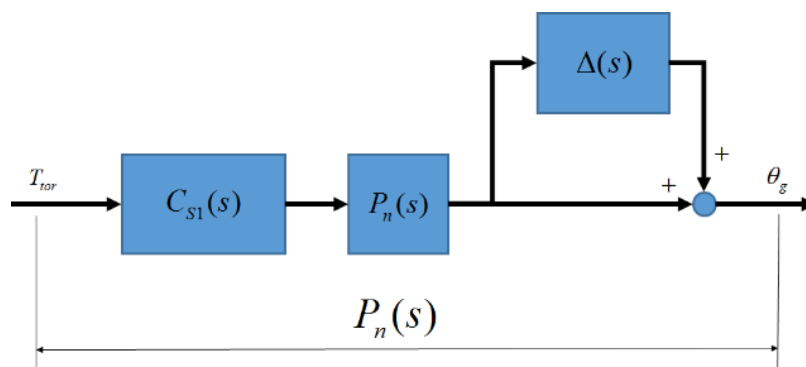 Δ(s)
+
T_tor
C_S1(s)
P_n(s)
+
θ_g
P_n(s)